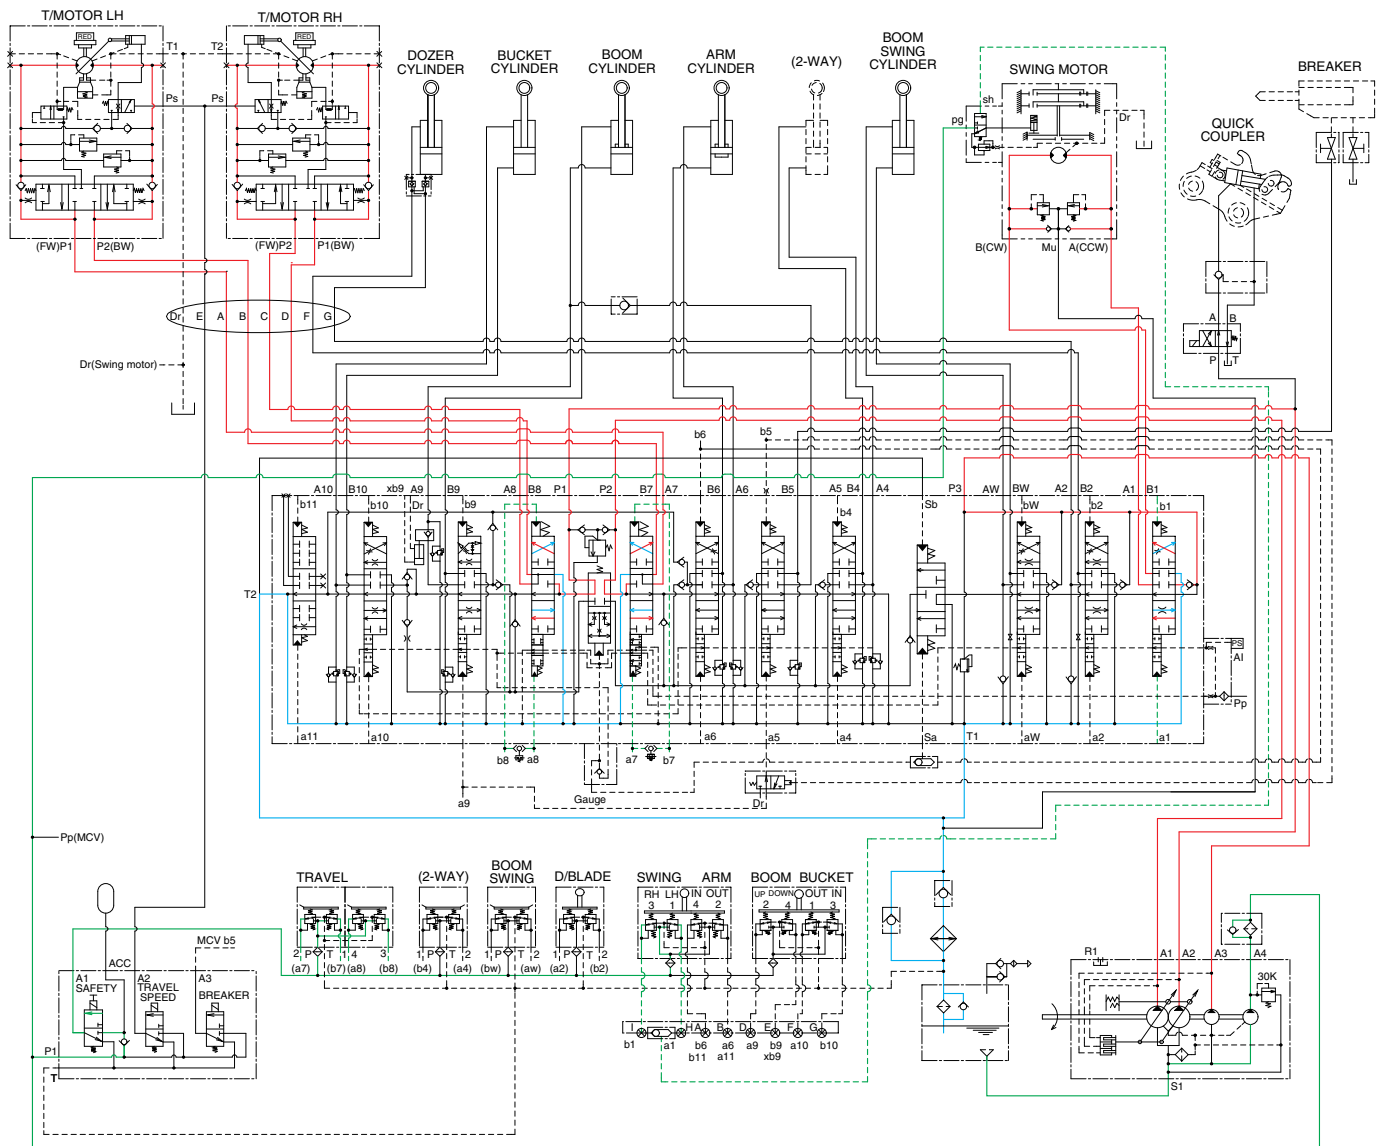 T/MOTOR LH
T/MOTOR RH
RED
RED
T1
T2
Ps
Ps
(FW)P1
P2(BW)
(FW)P2
P1(BW)
DOZER
CYLINDER
BUCKET
CYLINDER
BOOM
CYLINDER
ARM
CYLINDER
(2-WAY)
BOOM
SWING
CYLINDER
SWING MOTOR
BREAKER
sh
pg
Dr
QUICK
COUPLER
B(CW)
Mu
A(CCW)
A
B
P
T
Dr
E
A
B
C
D
F
G
Dr(Swing motor)
b6
b5
b11
A10
B10
b10
xb9
A9
Dr
B9
b9
A8
B8
P1
P2
B7
A7
B6
A6
B5
A5
B4
A4
b4
P3
Sb
AW
BW
bW
A2
B2
b2
A1
B1
b1
T2
PS
AI
Pp
a11
a10
b8
a8
a7
b7
a6
a5
a4
Sa
T1
aW
a2
a1
Gauge
Dr
a9
Pp(MCV)
TRAVEL
(2-WAY)
BOOM
SWING
D/BLADE
SWING
ARM
BOOM
BUCKET
RH
LH
IN
OUT
3
1
4
2
UP
DOWN
OUT
IN
2
4
1
3
2
P
T
1
4
3
(a7)
(b7)
(a8)
(b8)
1
P
T
2
(b4)
(a4)
1
P
T
2
(bw)
(aw)
1
P
T
2
(a2)
(b2)
MCV b5
ACC
A1
SAFETY
A2
TRAVEL
SPEED
A3
BREAKER
P1
T
I
H
A
B
D
E
F
G
b1
a1
b6
a6
a9
b9
a10
b10
b11
a11
xb9
R1
A1
A2
A3
A4
30K
S1